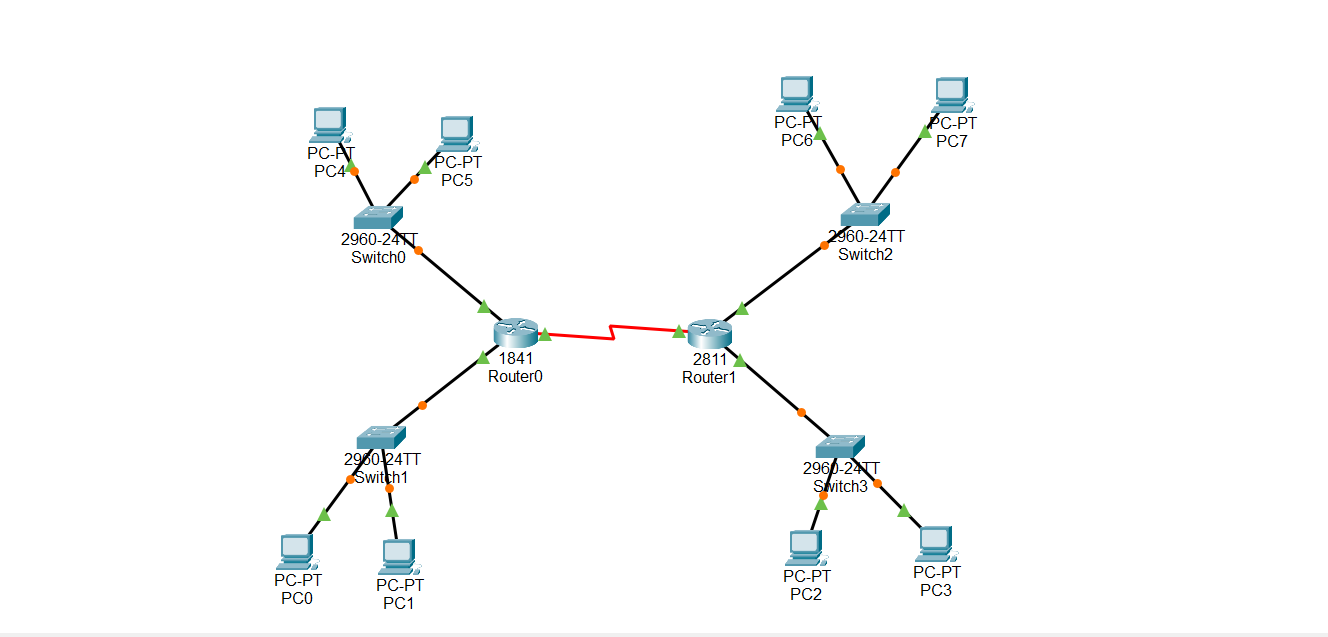 PC-PT
PC4
PC-PT
PC5
PC-PT
PC6
PC-PT
PC7
2960-24TT
Switch0
2960-24TT
Switch2
1841
Router0
2811
Router1
2960-24TT
Switch1
2960-24TT
Switch3
PC-PT
PC0
PC-PT
PC1
PC-PT
PC2
PC-PT
PC3